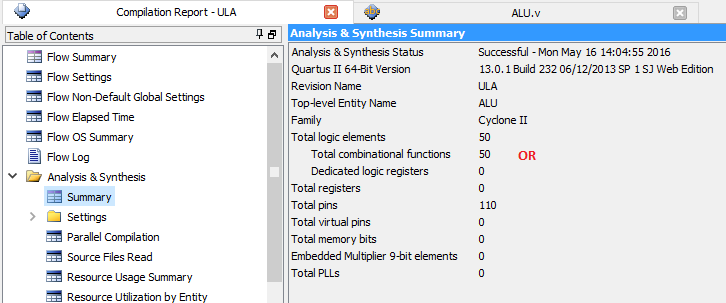 Compilation Report - ULA
ALU.v
Table of Contents
Flow Summary
Flow Settings
Flow Non-Default Global Settings
Flow Elapsed Time
Flow OS Summary
Flow Log
Analysis & Synthesis
Summary
Settings
Parallel Compilation
Source Files Read
Resource Usage Summary
Resource Utilization by Entity
Analysis & Synthesis Summary
Analysis & Synthesis Status Successful - Mon May 16 14:04:55 2016
Quartus II 64-Bit Version 13.0.1 Build 232 06/12/2013 SP 1 SJ Web Edition
Revision Name ULA
Top-level Entity Name ALU
Family Cyclone II
Total logic elements 50
Total combinational functions 50 OR
Dedicated logic registers 0
Total registers 0
Total pins 110
Total virtual pins 0
Total memory bits 0
Embedded Multiplier 9-bit elements 0
Total PLLs 0